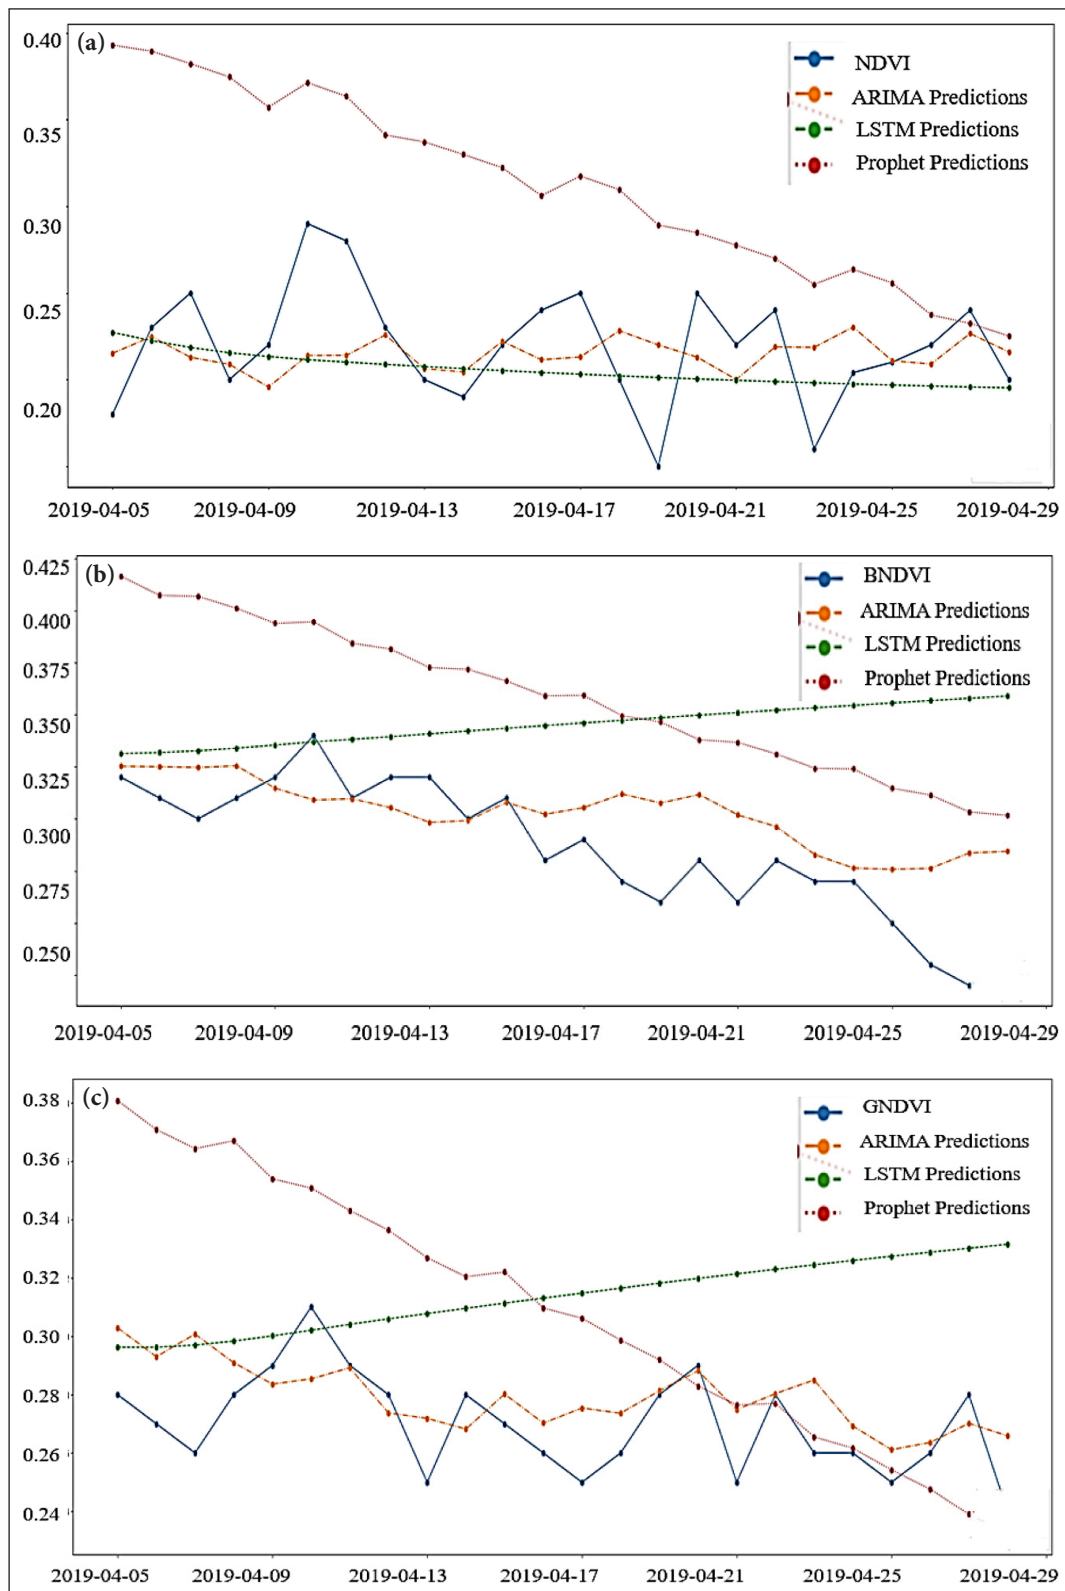 (a)
0.40
0.35
0.30
0.25
0.20
NDVI
ARIMA Predictions
LSTM Predictions
Prophet Predictions
2019-04-05 2019-04-09 2019-04-13 2019-04-17 2019-04-21 2019-04-25 2019-04-29
(b)
0.425
0.400
0.375
0.350
0.325
0.300
0.275
0.250
BNDVI
ARIMA Predictions
LSTM Predictions
Prophet Predictions
2019-04-05 2019-04-09 2019-04-13 2019-04-17 2019-04-21 2019-04-25 2019-04-29
(c)
0.38
0.36
0.34
0.32
0.30
0.28
0.26
0.24
GNDVI
ARIMA Predictions
LSTM Predictions
Prophet Predictions
2019-04-05 2019-04-09 2019-04-13 2019-04-17 2019-04-21 2019-04-25 2019-04-29